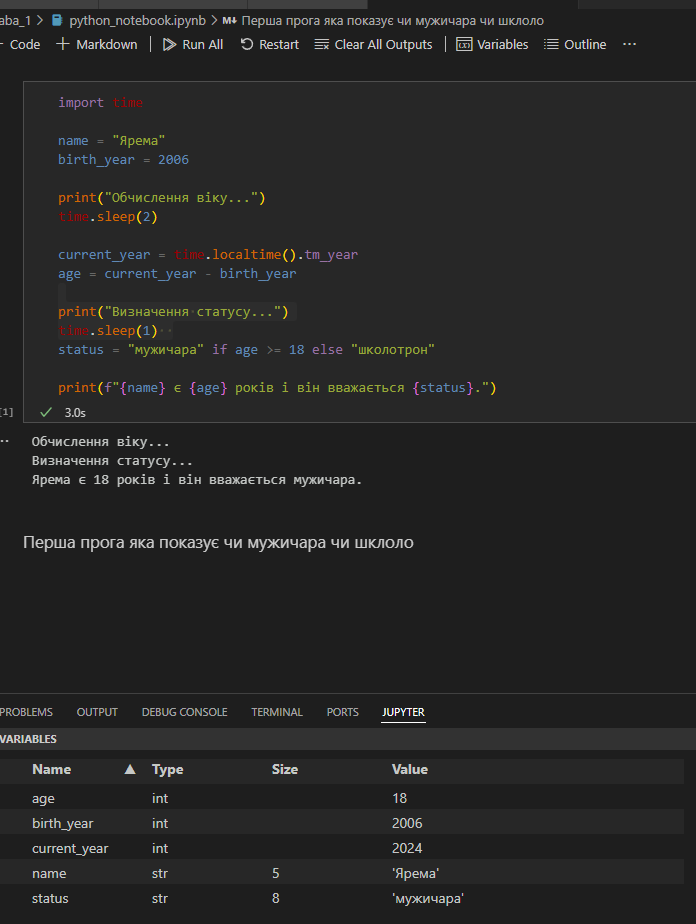 aba_1 > python_notebook.ipynb > M↓ Перша прога яка показує чи мужичара чи шклоло
Code + Markdown | Run All Restart Clear All Outputs | Variables Outline ...
import time
name = "Ярема"
birth_year = 2006
print("Обчислення віку...")
time.sleep(2)
current_year = time.localtime().tm_year
age = current_year - birth_year
print("Визначення статусу...")
time.sleep(1)
status = "мужичара" if age >= 18 else "школотрон"
print(f"{name} є {age} років і він вважається {status}.")
[1] ✓ 3.0s
Обчислення віку...
Визначення статусу...
Ярема є 18 років і він вважається мужичара.
Перша прога яка показує чи мужичара чи шклоло
PROBLEMS OUTPUT DEBUG CONSOLE TERMINAL PORTS JUPYTER
VARIABLES
Name ▲ Type Size Value
age int 18
birth_year int 2006
current_year int 2024
name str 5 'Ярема'
status str 8 'мужичара'